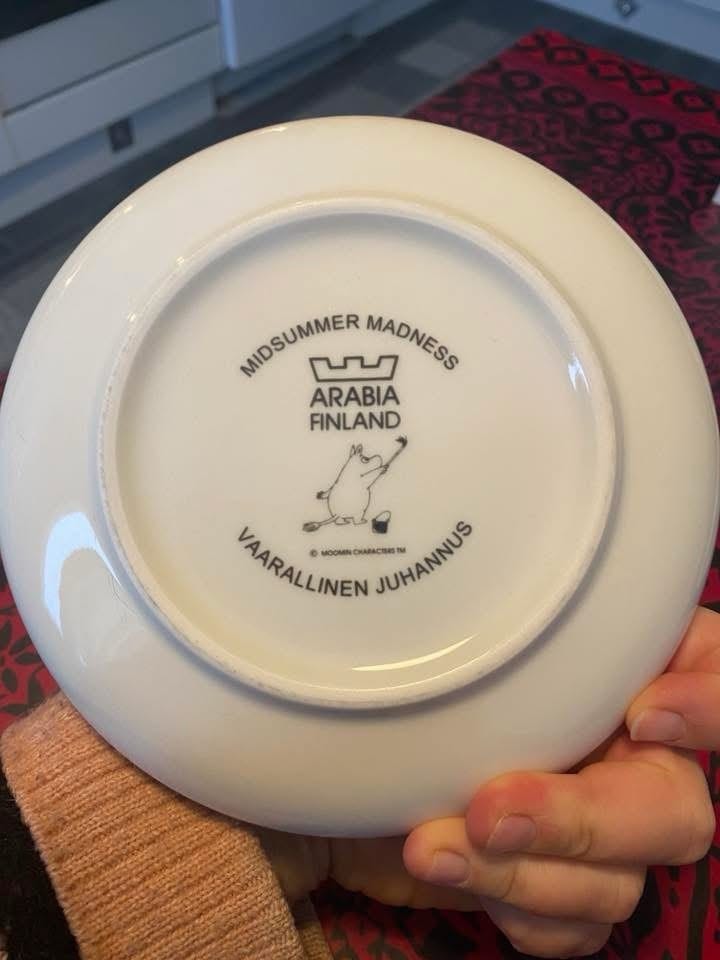 MIDSUMMER MADNESS
ARABIA
FINLAND
© MOOMIN CHARACTERS TM
VAARALLINEN JUHANNUS